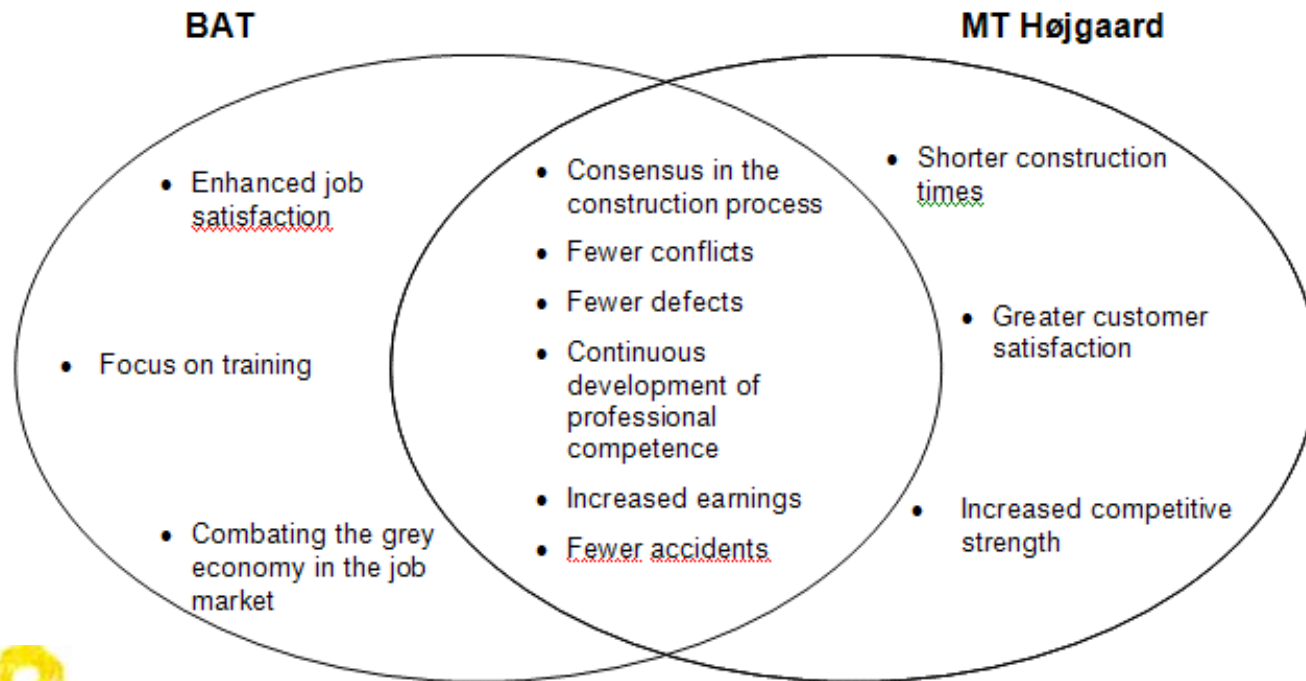 BAT
MT Højgaard
• Enhanced job
satisfaction
• Focus on training
• Combating the grey
economy in the job
market
• Consensus in the
construction process
• Fewer conflicts
• Fewer defects
• Continuous
development of
professional
competence
• Increased earnings
• Fewer accidents
• Shorter construction
times
• Greater customer
satisfaction
• Increased competitive
strength